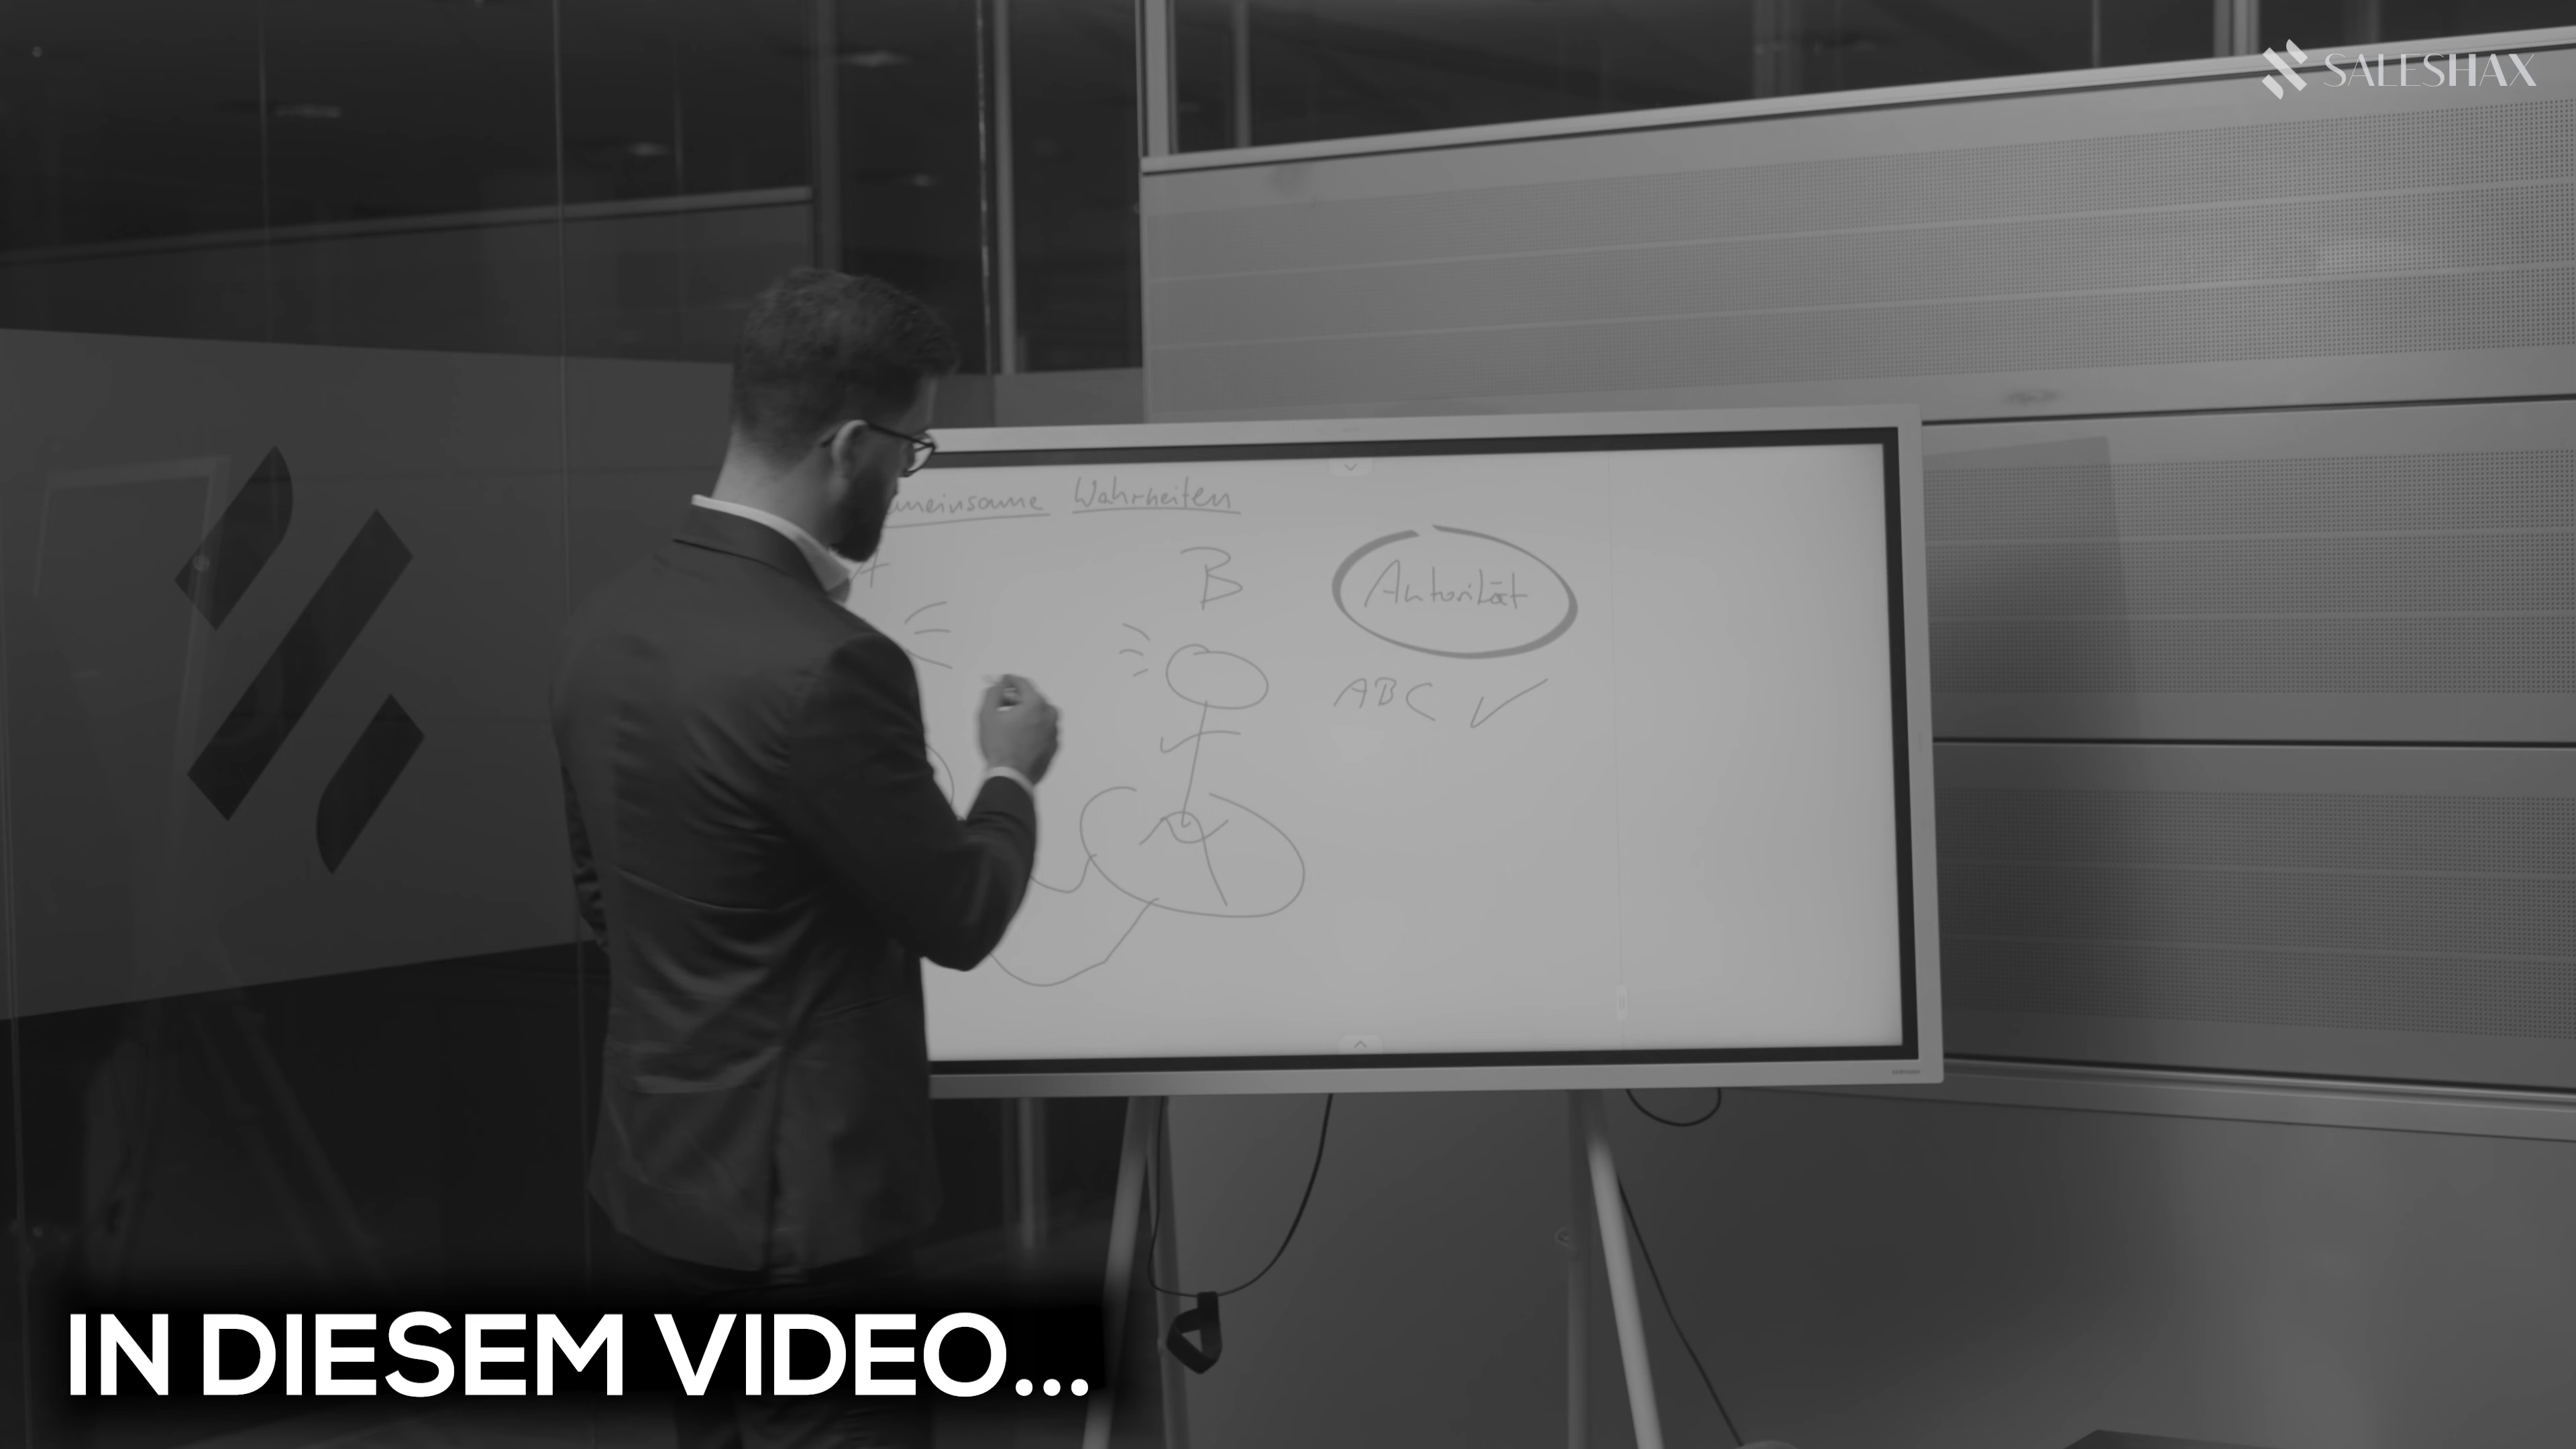 SALESHAX
Wahrheiten
B
Autorität
ABC
IN DIESEM VIDEO...